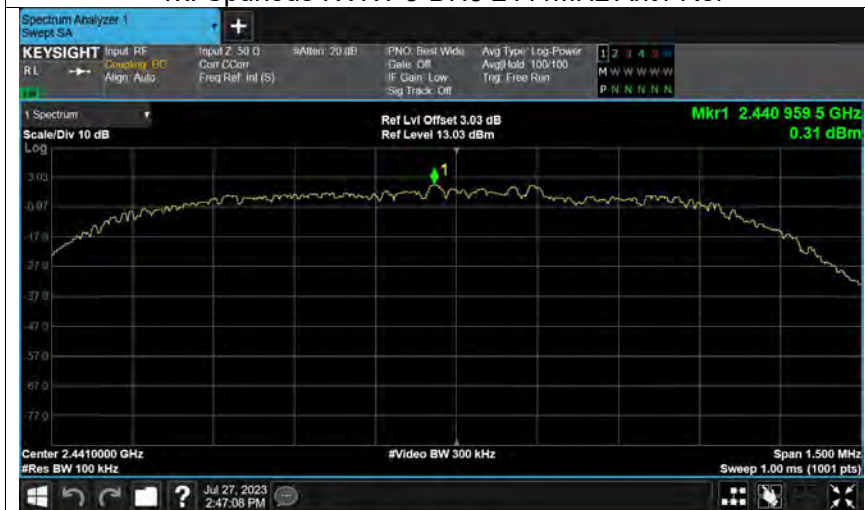 Spectrum Analyzer 1
Swept SA
+
KEYSIGHT
RL
Input: RF
Coupling: DC
Align: Auto
Input Z: 50 Ω
Corr CCorr
Freq Ref: Int (S)
#Atten: 20 dB
PNO: Best Wide
Gate: Off
IF Gain: Low
Sig Track: Off
Avg Type: Log-Power
Avg|Hold: 100/100
Trig: Free Run
1 2 3 4 5 6
M W W W W W
P N N N N N
1 Spectrum
Scale/Div 10 dB
Log
Ref Lvl Offset 3.03 dB
Ref Level 13.03 dBm
Mkr1 2.440 959 5 GHz
0.31 dBm
1
3.03
-6.97
-17.0
-27.0
-37.0
-47.0
-57.0
-67.0
-77.0
Center 2.4410000 GHz
#Res BW 100 kHz
#Video BW 300 kHz
Span 1.500 MHz
Sweep 1.00 ms (1001 pts)
?
Jul 27, 2023
2:47:08 PM